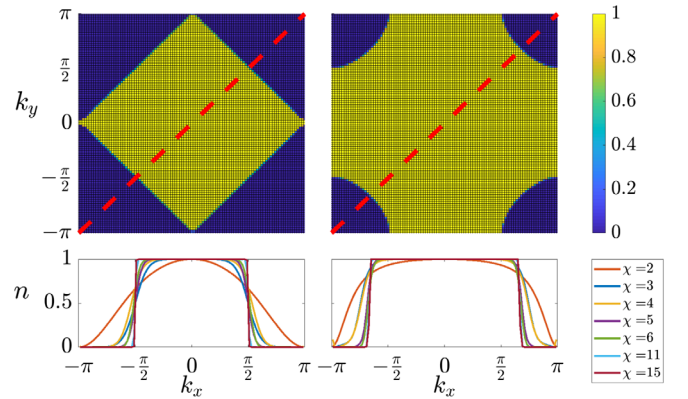 π
π/2
k_y
0
−π/2
−π
1
0.8
0.6
0.4
0.2
0
n
1
0.5
0
−π −π/2 0 π/2 π
k_x
−π −π/2 0 π/2 π
k_x
χ =2
χ =3
χ =4
χ =5
χ =6
χ =11
χ =15